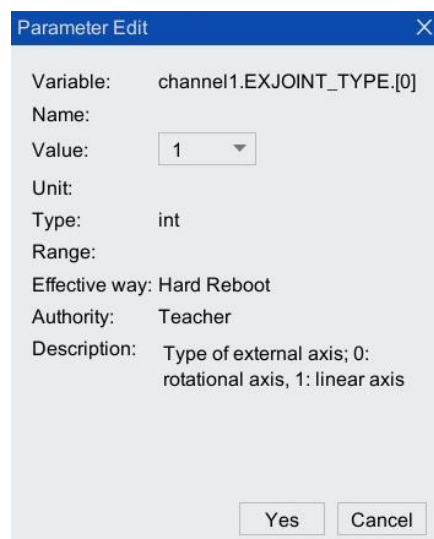 Parameter Edit
Variable: channel1.EXJOINT_TYPE.[0]
Name:
Value: 1
Unit:
Type: int
Range:
Effective way: Hard Reboot
Authority: Teacher
Description: Type of external axis; 0:
rotational axis, 1: linear axis
Yes Cancel